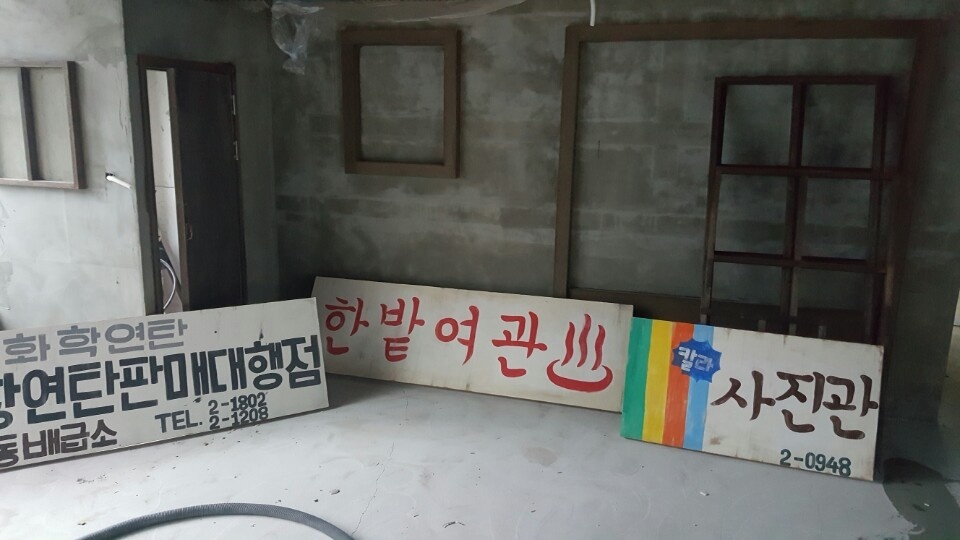 화학연탄
연탄판매대행점
배급소
TEL. 2-1802
2-1208
한밭여관♨
칼라
사진관
2-0948